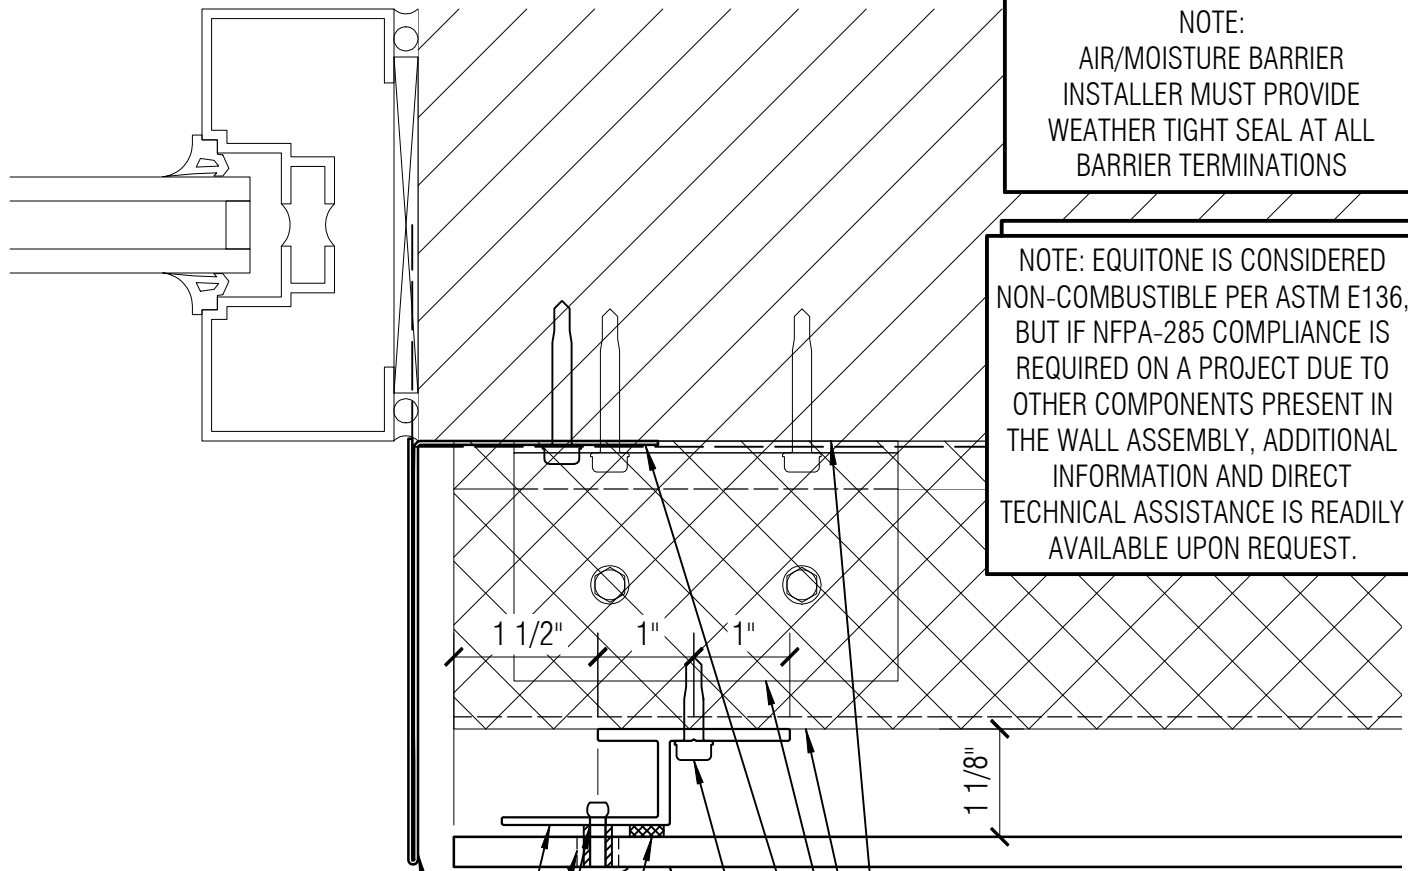 NOTE:
AIR/MOISTURE BARRIER
INSTALLER MUST PROVIDE
WEATHER TIGHT SEAL AT ALL
BARRIER TERMINATIONS
NOTE: EQUITONE IS CONSIDERED
NON-COMBUSTIBLE PER ASTM E136,
BUT IF NFPA-285 COMPLIANCE IS
REQUIRED ON A PROJECT DUE TO
OTHER COMPONENTS PRESENT IN
THE WALL ASSEMBLY, ADDITIONAL
INFORMATION AND DIRECT
TECHNICAL ASSISTANCE IS READILY
AVAILABLE UPON REQUEST.
1 1/2" 1" 1"
1 1/8"